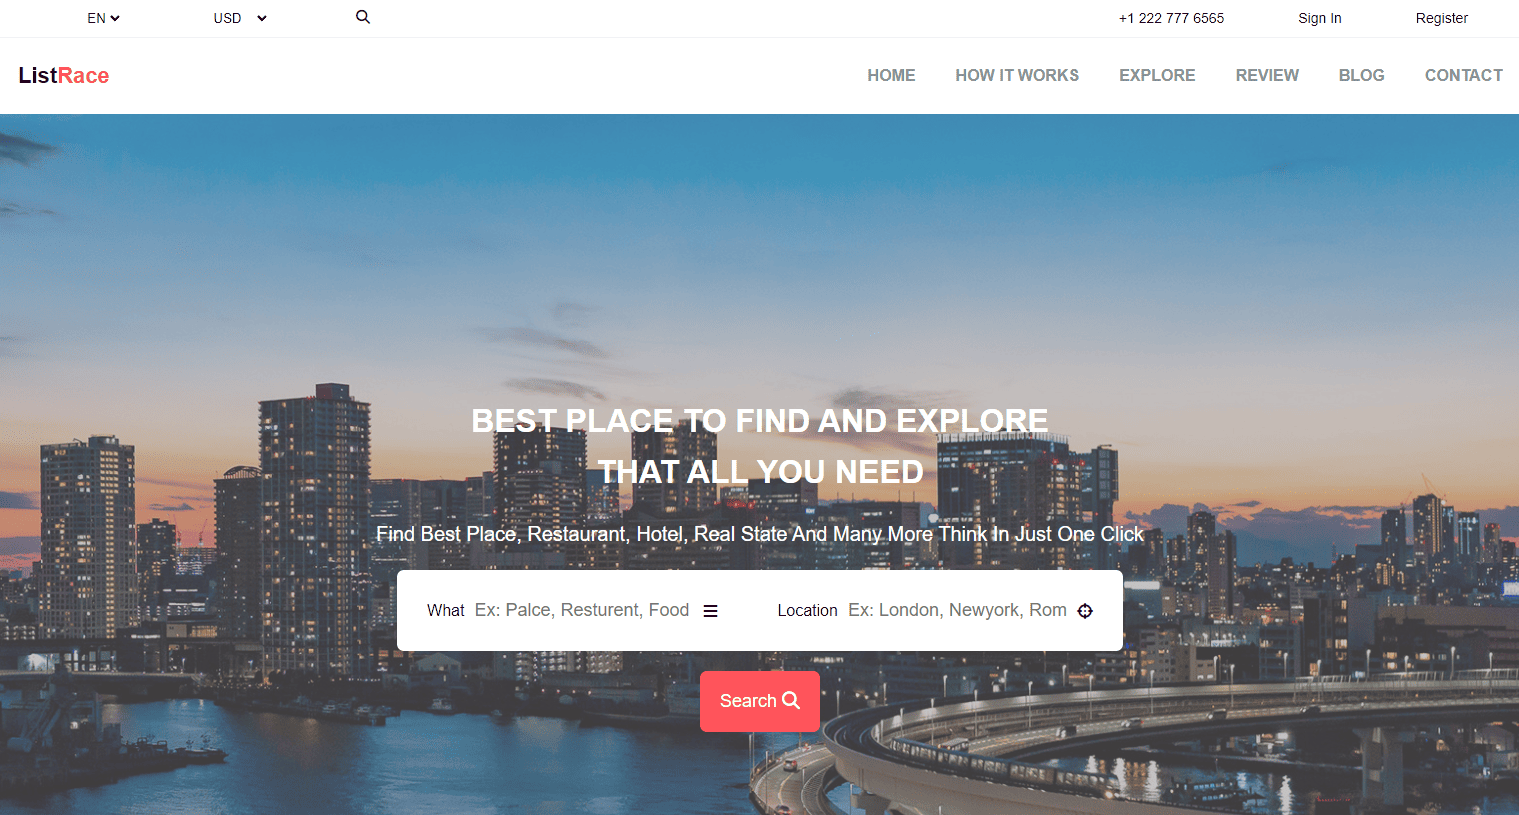 EN USD +1 222 777 6565 Sign In Register
ListRace HOME HOW IT WORKS EXPLORE REVIEW BLOG CONTACT
BEST PLACE TO FIND AND EXPLORE
THAT ALL YOU NEED
Find Best Place, Restaurant, Hotel, Real State And Many More Think In Just One Click
What Ex: Palce, Resturent, Food Location Ex: London, Newyork, Rom
Search